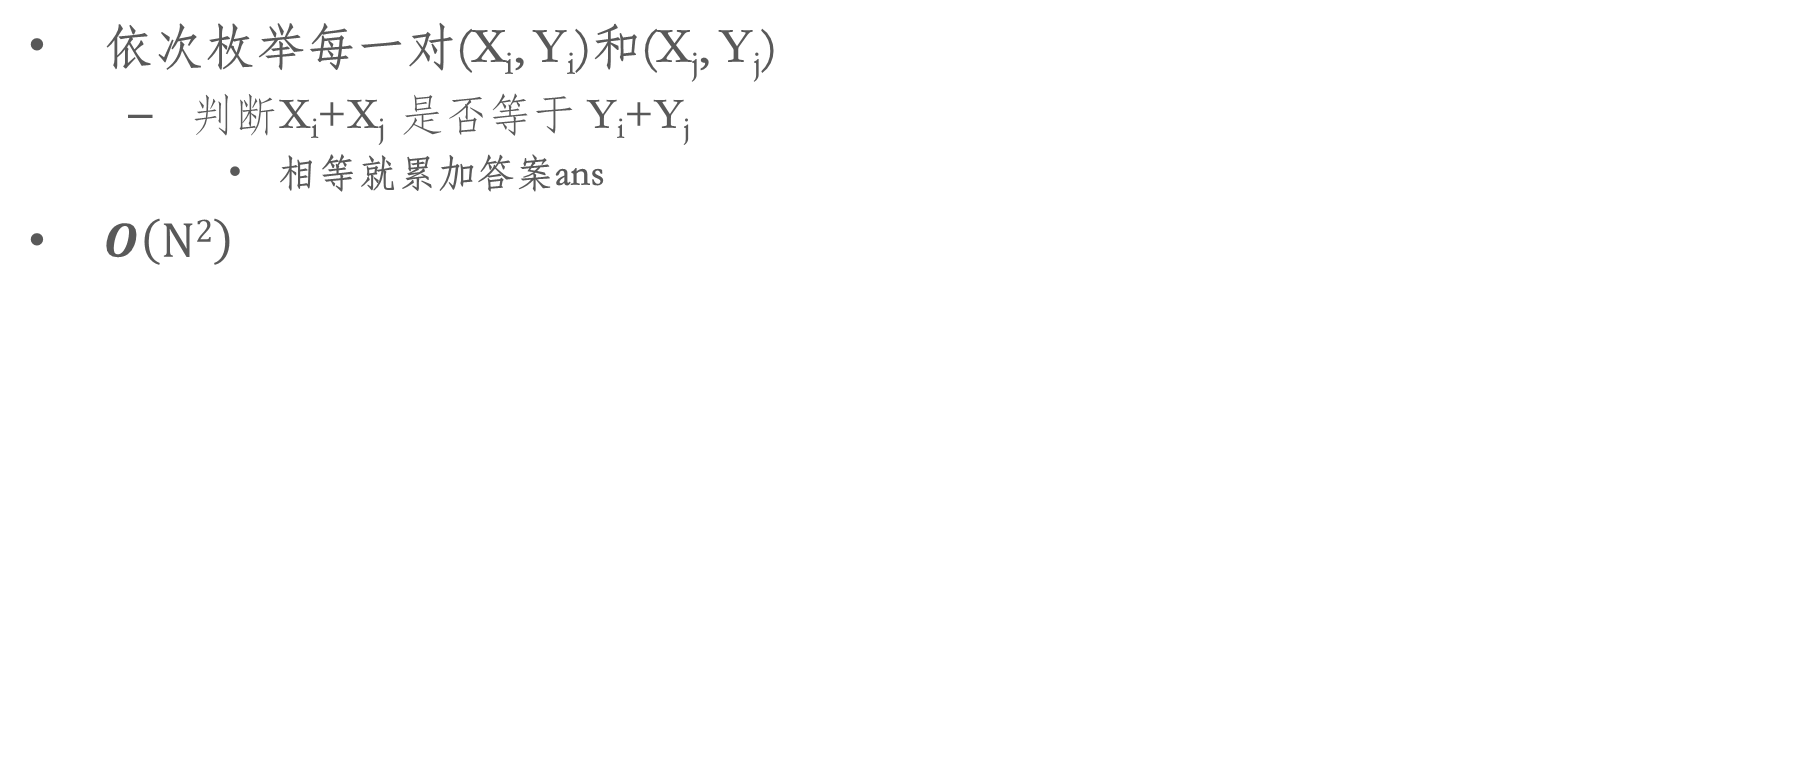 • 依次枚举每一对(Xi, Yi)和(Xj, Yj)
– 判断Xi+Xj 是否等于 Yi+Yj
• 相等就累加答案ans
• O(N²)